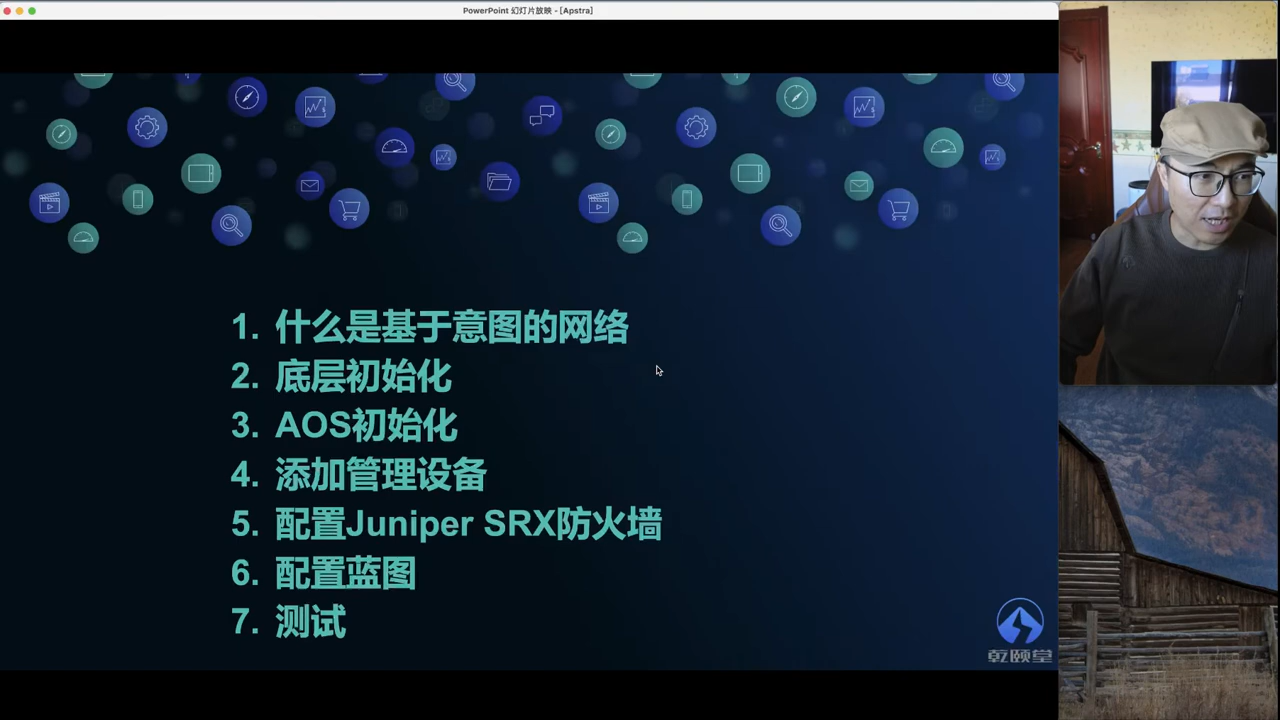 PowerPoint 幻灯片放映 - [Apstra]
1. 什么是基于意图的网络
2. 底层初始化
3. AOS初始化
4. 添加管理设备
5. 配置Juniper SRX防火墙
6. 配置蓝图
7. 测试
乾颐堂